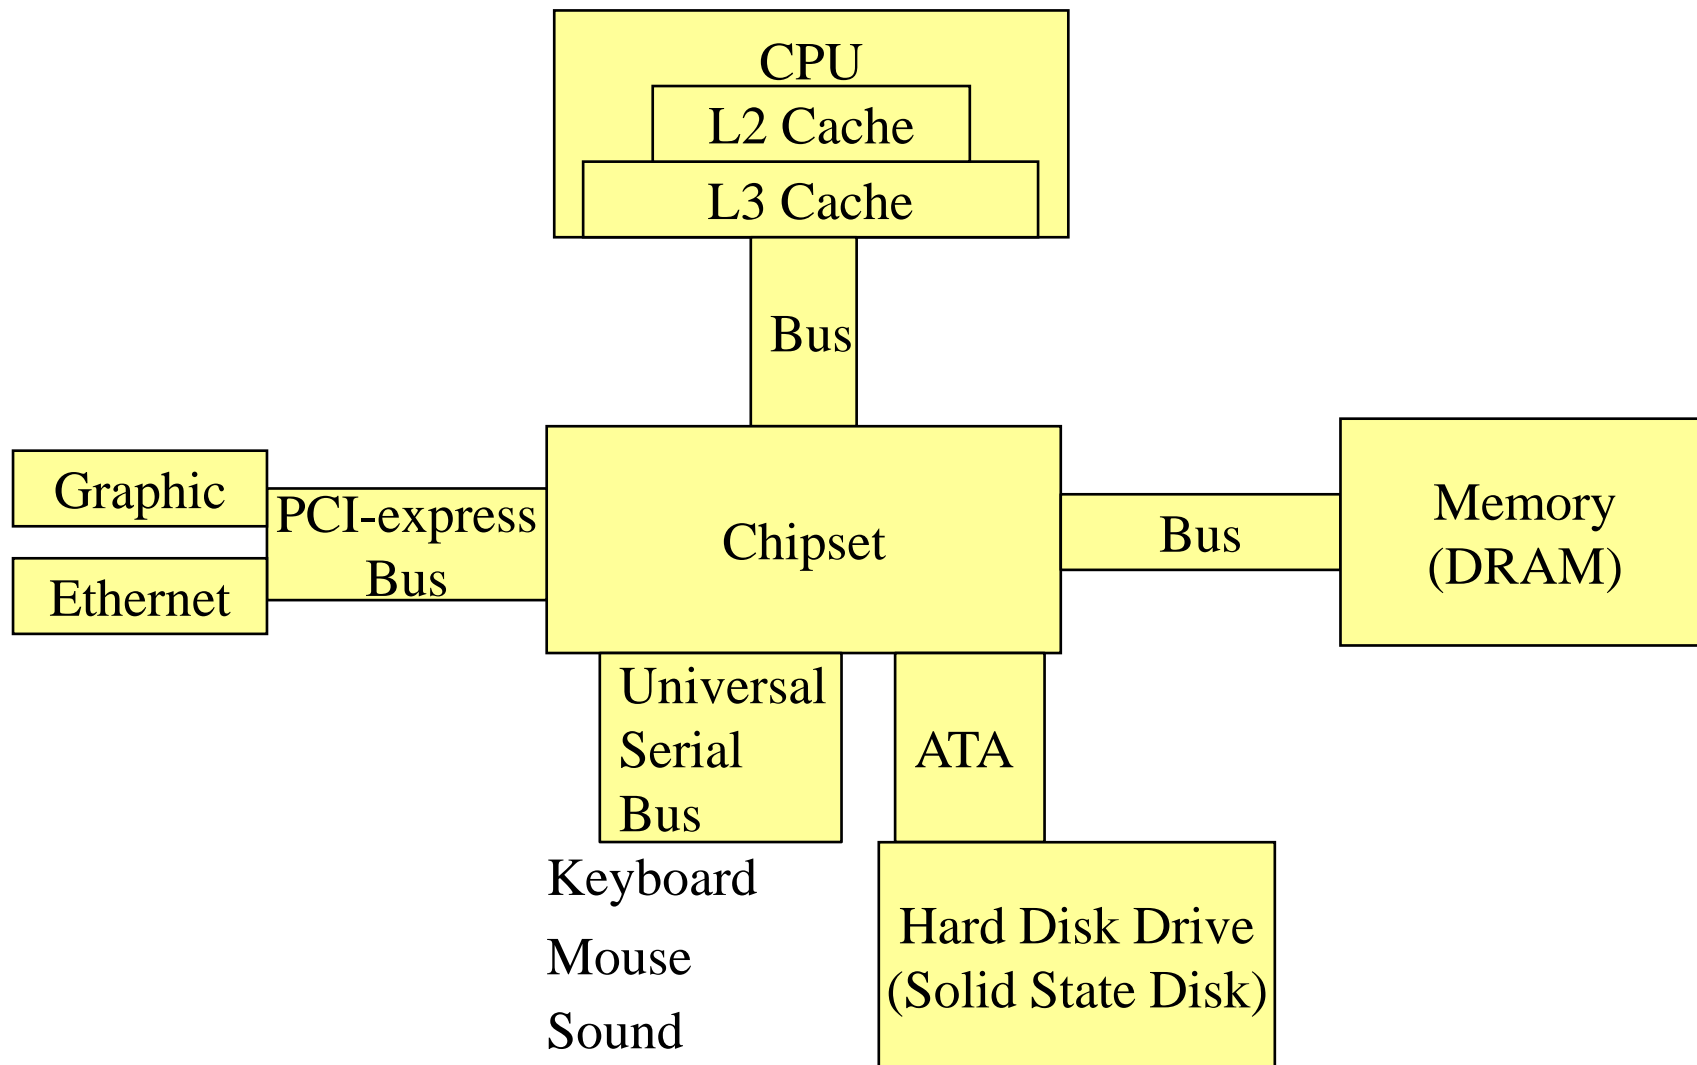 CPU
L2 Cache
L3 Cache
Bus
Graphic
Ethernet
PCI-express
Bus
Chipset
Bus
Memory
(DRAM)
Universal
Serial
Bus
ATA
Keyboard
Mouse
Sound
Hard Disk Drive
(Solid State Disk)